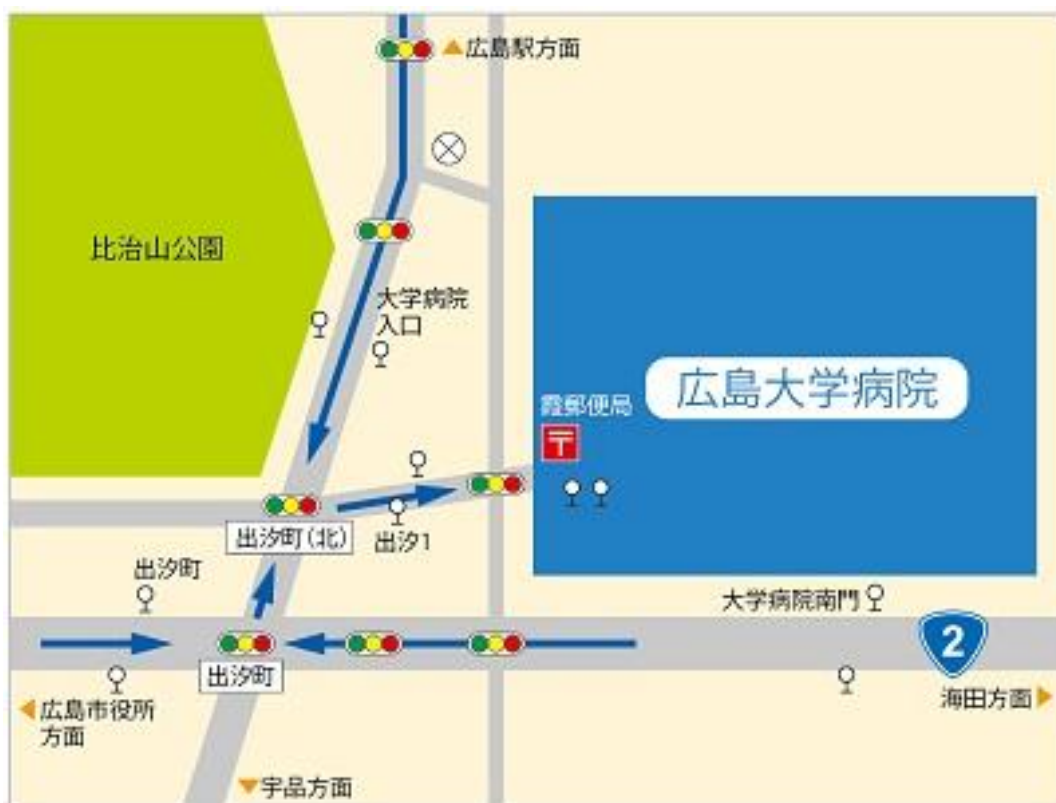 広島駅方面
比治山公園
大学病院
入口
広島大学病院
霞郵便局
〒
出汐町(北)
出汐1
出汐町
大学病院南門
出汐町
2
広島市役所
方面
海田方面
宇品方面